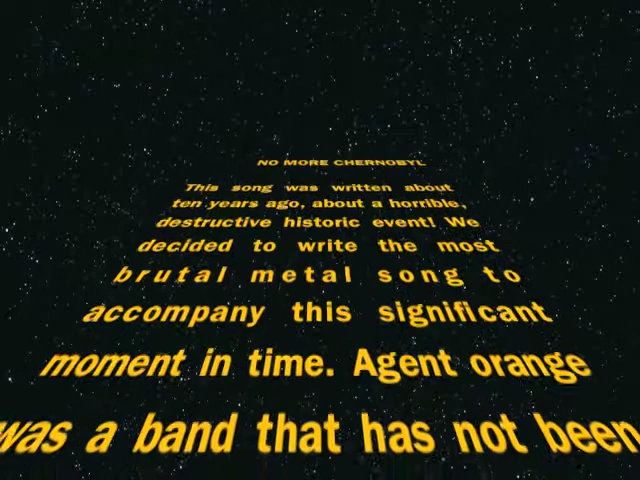 NO MORE CHERNOBYL
This song was written about
ten years ago, about a horrible,
destructive historic event! We
decided to write the most
brutal metal song to
accompany this significant
moment in time. Agent orange
was a band that has not been